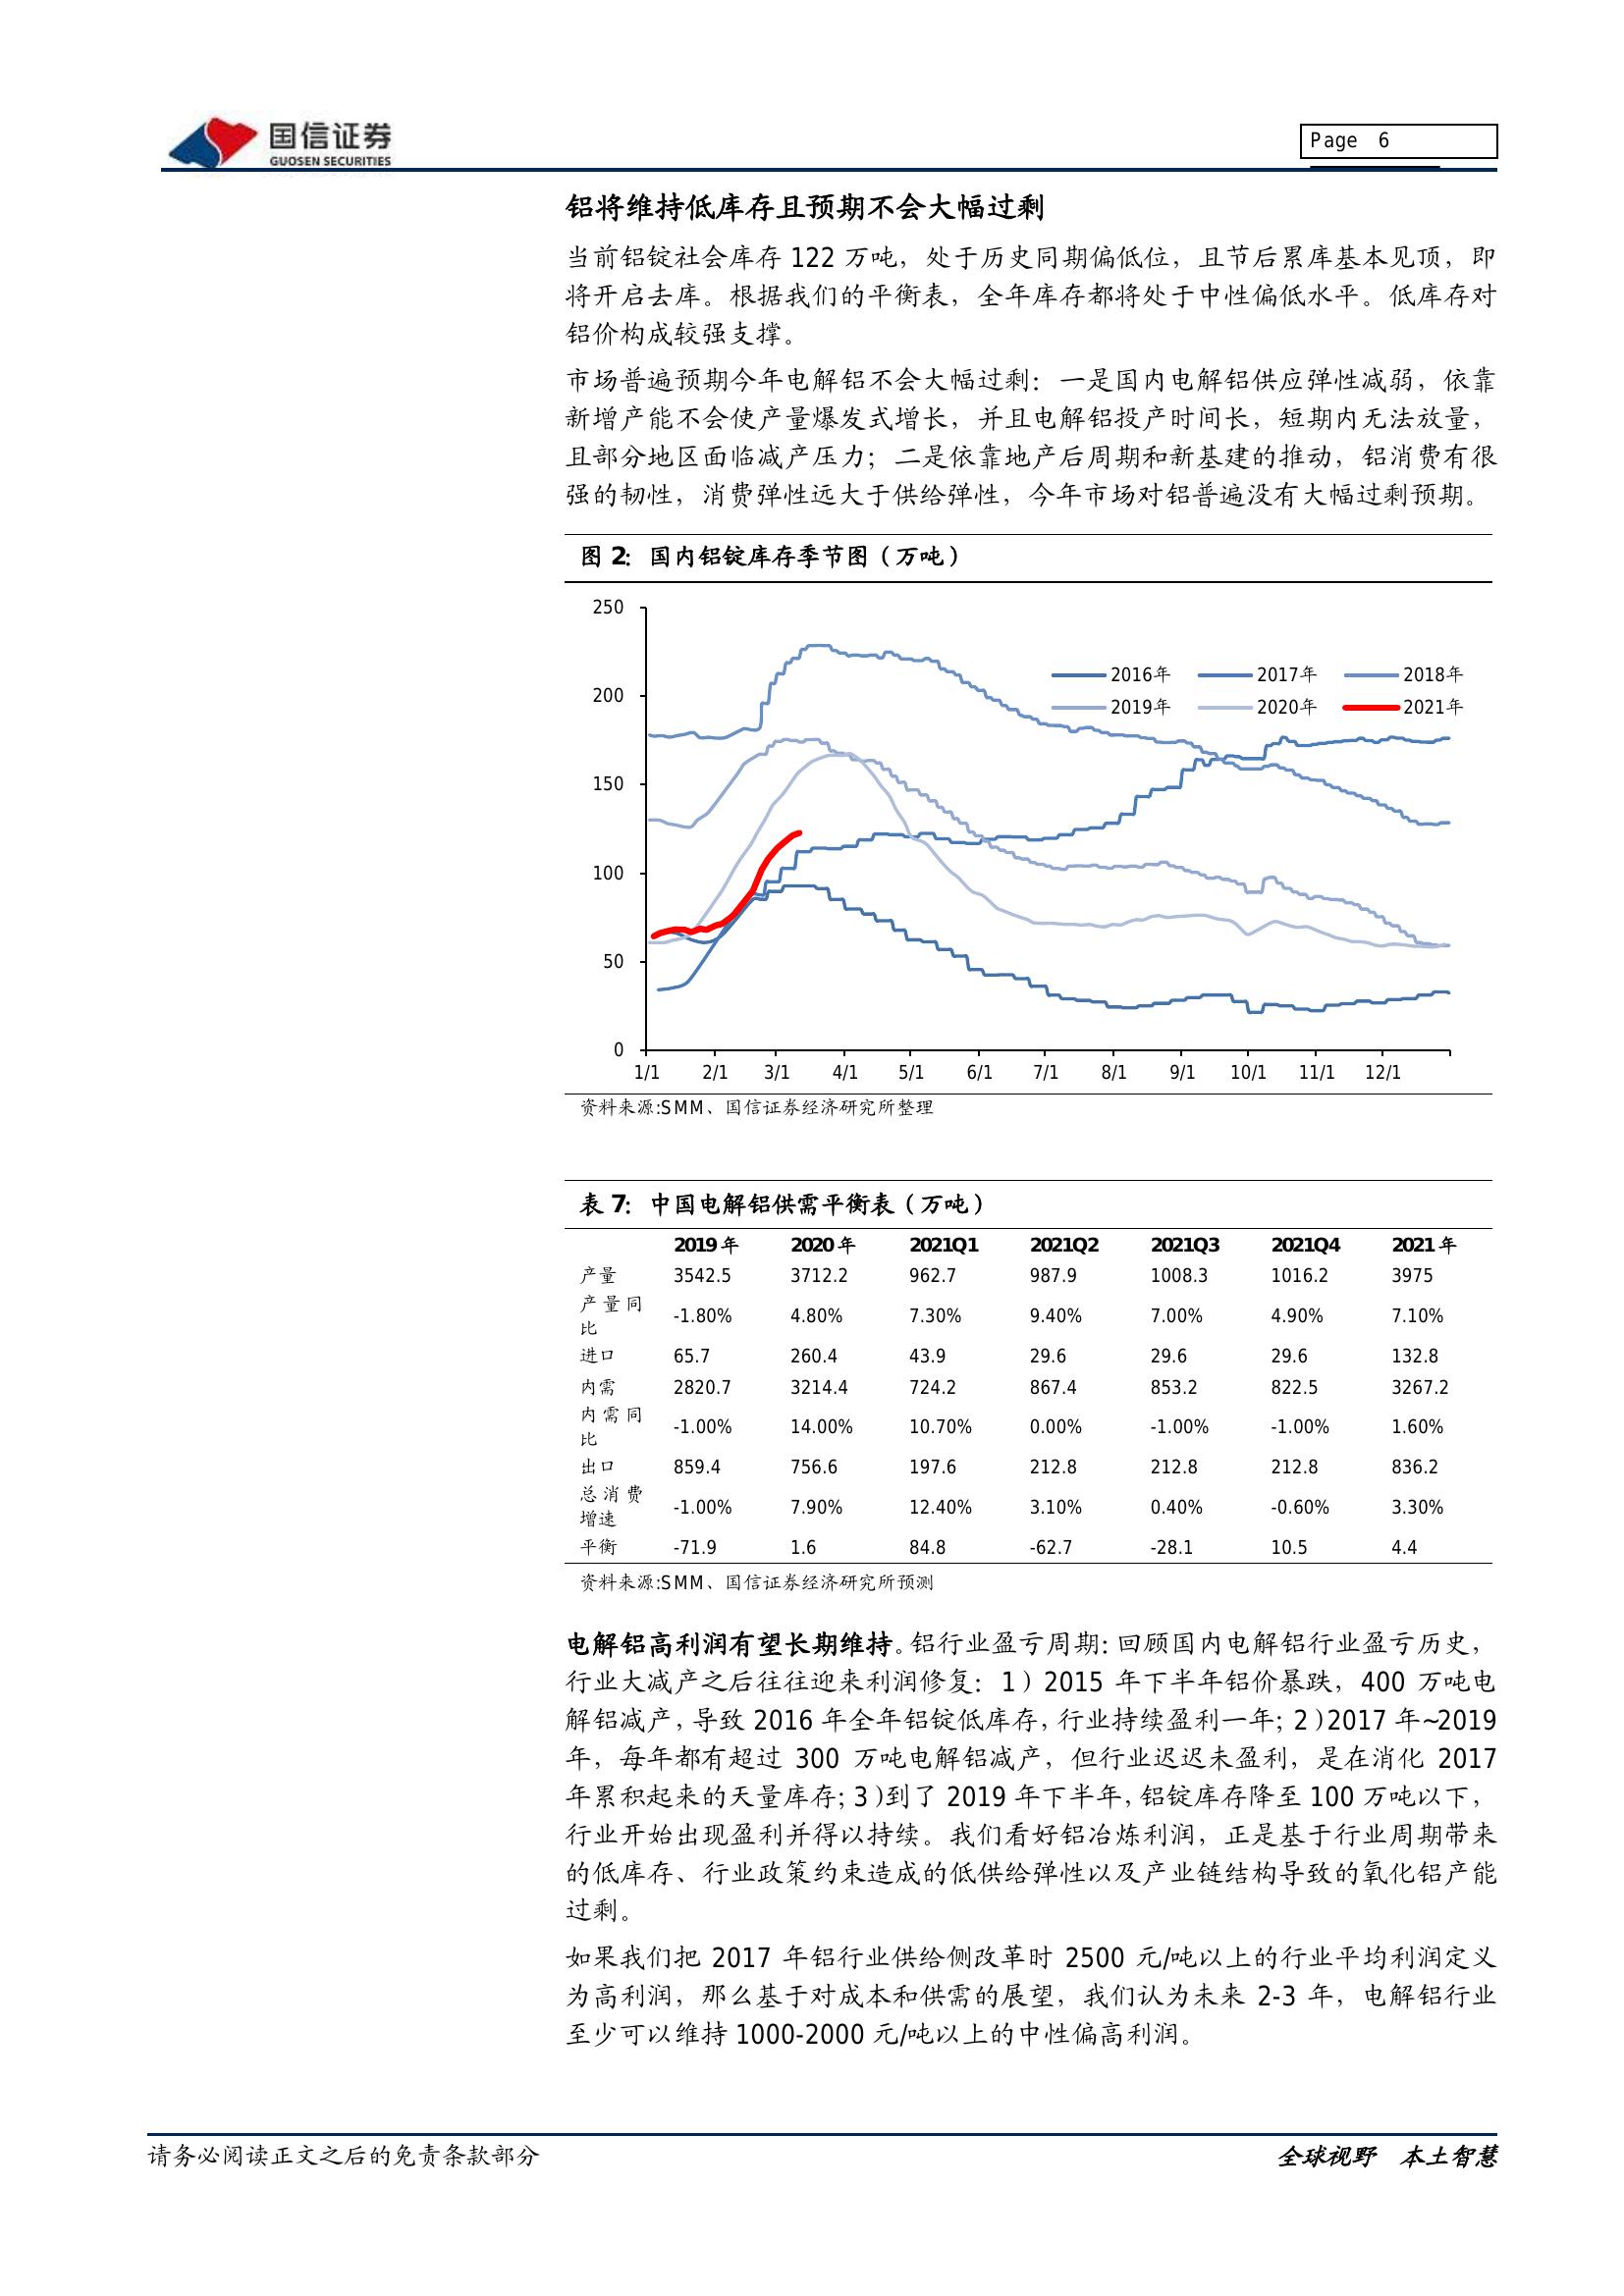 国信证券
GUOSEN SECURITIES
Page 6
铝将维持低库存且预期不会大幅过剩
当前铝锭社会库存 122 万吨，处于历史同期偏低位，且节后累库基本见顶，即
将开启去库。根据我们的平衡表，全年库存都将处于中性偏低水平。低库存对
铝价构成较强支撑。
市场普遍预期今年电解铝不会大幅过剩：一是国内电解铝供应弹性减弱，依靠
新增产能不会使产量爆发式增长，并且电解铝投产时间长，短期内无法放量，
且部分地区面临减产压力；二是依靠地产后周期和新基建的推动，铝消费有很
强的韧性，消费弹性远大于供给弹性，今年市场对铝普遍没有大幅过剩预期。
图 2：国内铝锭库存季节图（万吨）
250
200
150
100
50
0
2016年 2017年 2018年
2019年 2020年 2021年
1/1 2/1 3/1 4/1 5/1 6/1 7/1 8/1 9/1 10/1 11/1 12/1
资料来源:SMM、国信证券经济研究所整理
表 7：中国电解铝供需平衡表（万吨）
2019 年 2020 年 2021Q1 2021Q2 2021Q3 2021Q4 2021 年
产量 3542.5 3712.2 962.7 987.9 1008.3 1016.2 3975
产量同
比 -1.80% 4.80% 7.30% 9.40% 7.00% 4.90% 7.10%
进口 65.7 260.4 43.9 29.6 29.6 29.6 132.8
内需 2820.7 3214.4 724.2 867.4 853.2 822.5 3267.2
内需同
比 -1.00% 14.00% 10.70% 0.00% -1.00% -1.00% 1.60%
出口 859.4 756.6 197.6 212.8 212.8 212.8 836.2
总消费
增速 -1.00% 7.90% 12.40% 3.10% 0.40% -0.60% 3.30%
平衡 -71.9 1.6 84.8 -62.7 -28.1 10.5 4.4
资料来源:SMM、国信证券经济研究所预测
电解铝高利润有望长期维持。铝行业盈亏周期：回顾国内电解铝行业盈亏历史，
行业大减产之后往往迎来利润修复：1）2015 年下半年铝价暴跌，400 万吨电
解铝减产，导致 2016 年全年铝锭低库存，行业持续盈利一年；2）2017 年~2019
年，每年都有超过 300 万吨电解铝减产，但行业迟迟未盈利，是在消化 2017
年累积起来的天量库存；3）到了 2019 年下半年，铝锭库存降至 100 万吨以下，
行业开始出现盈利并得以持续。我们看好铝冶炼利润，正是基于行业周期带来
的低库存、行业政策约束造成的低供给弹性以及产业链结构导致的氧化铝产能
过剩。
如果我们把 2017 年铝行业供给侧改革时 2500 元/吨以上的行业平均利润定义
为高利润，那么基于对成本和供需的展望，我们认为未来 2-3 年，电解铝行业
至少可以维持 1000-2000 元/吨以上的中性偏高利润。
请务必阅读正文之后的免责条款部分
全球视野 本土智慧